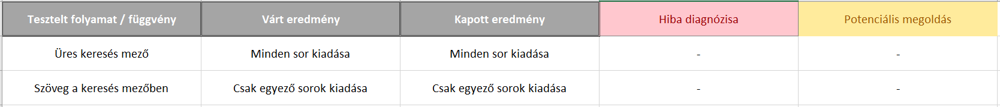 Tesztelt folyamat / függvény Várt eredmény Kapott eredmény Hiba diagnózisa Potenciális megoldás
Üres keresés mező Minden sor kiadása Minden sor kiadása - -
Szöveg a keresés mezőben Csak egyező sorok kiadása Csak egyező sorok kiadása - -